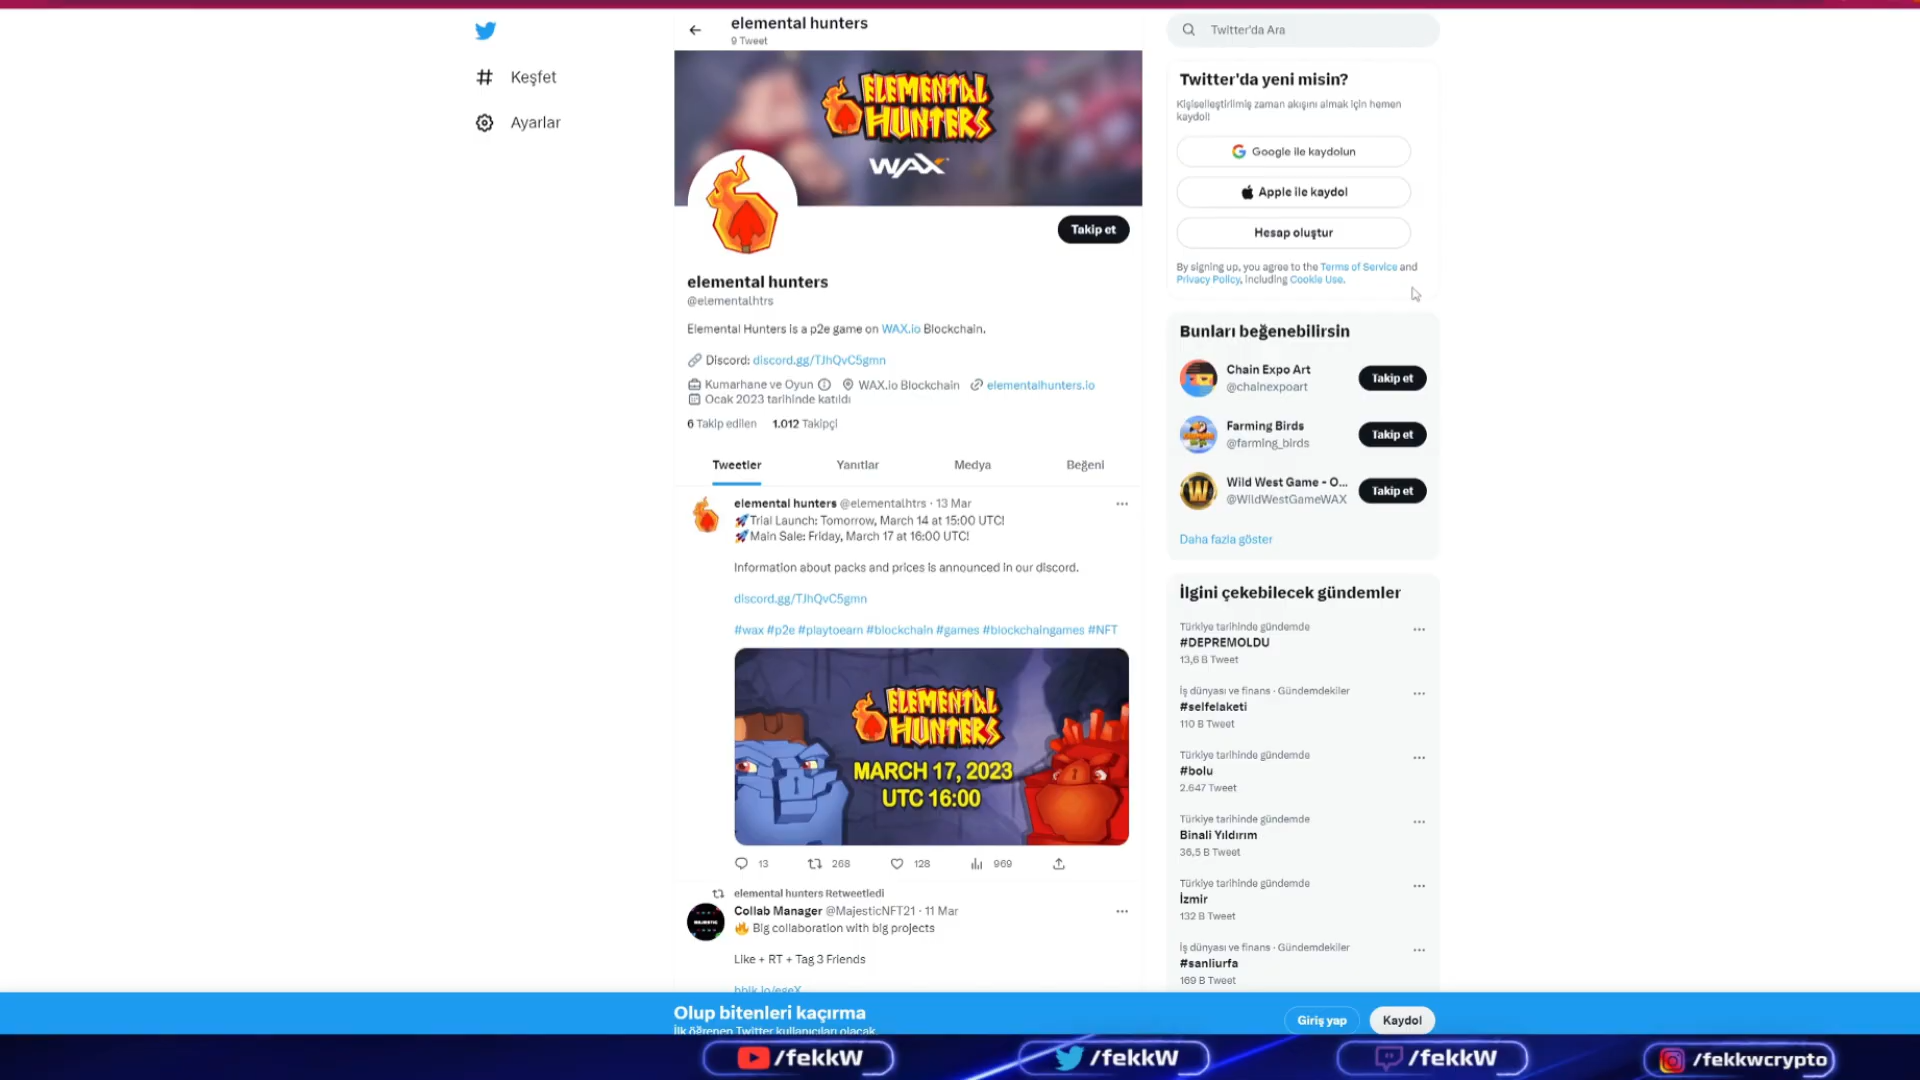 elemental hunters
9 Tweet
Keşfet
Ayarlar
ELEMENTAL
HUNTERS
WAX
Takip et
elemental hunters
@elementalhtrs
Elemental Hunters is a p2e game on WAX.io Blockchain.
Discord: discord.gg/TJhQvC5gmn
Kumarhane ve Oyun WAX.io Blockchain elementalhunters.io
Ocak 2023 tarihinde katıldı
6 Takip edilen 1.012 Takipçi
Tweetler Yanıtlar Medya Beğeni
elemental hunters @elementalhtrs · 13 Mar
🚀Trial Launch: Tomorrow, March 14 at 15:00 UTC!
🚀Main Sale: Friday, March 17 at 16:00 UTC!
Information about packs and prices is announced in our discord.
discord.gg/TJhQvC5gmn
#wax #p2e #playtoearn #blockchain #games #blockchaingames #NFT
ELEMENTAL
HUNTERS
MARCH 17, 2023
UTC 16:00
13 268 128 969
elemental hunters Retweetledi
Collab Manager @MajesticNFT21 · 11 Mar
🔥 Big collaboration with big projects
Like + RT + Tag 3 Friends
Twitter'da Ara
Twitter'da yeni misin?
Kişiselleştirilmiş zaman akışını almak için hemen
kaydol!
Google ile kaydolun
Apple ile kaydol
Hesap oluştur
By signing up, you agree to the Terms of Service and
Privacy Policy, including Cookie Use.
Bunları beğenebilirsin
Chain Expo Art
@chainexpoart
Takip et
Farming Birds
@farming_birds
Takip et
Wild West Game - O...
@WildWestGameWAX
Takip et
Daha fazla göster
İlgini çekebilecek gündemler
Türkiye tarihinde gündemde
#DEPREMOLDU
13,6 B Tweet
İş dünyası ve finans · Gündemdekiler
#selfelaketi
110 B Tweet
Türkiye tarihinde gündemde
#bolu
2.647 Tweet
Türkiye tarihinde gündemde
Binali Yıldırım
36,5 B Tweet
Türkiye tarihinde gündemde
İzmir
132 B Tweet
İş dünyası ve finans · Gündemdekiler
#sanliurfa
169 B Tweet
Olup bitenleri kaçırma
İlk öğrenen Twitter kullanıcıları olacak.
Giriş yap Kaydol
/fekkW /fekkW /fekkW /fekkwcrypto